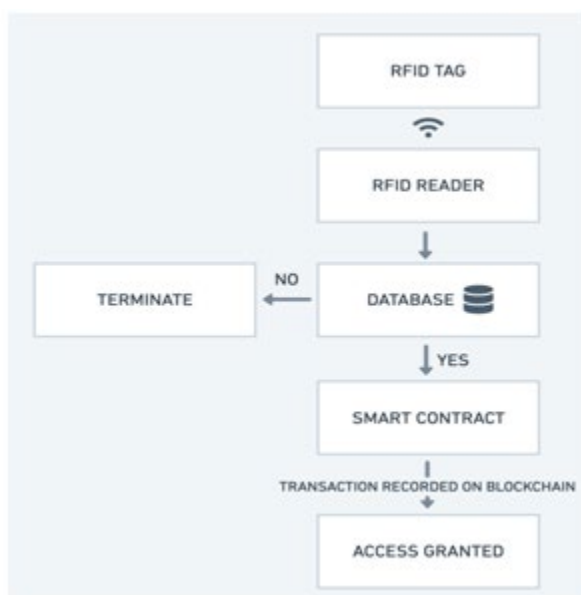 RFID TAG
RFID READER
NO
TERMINATE
DATABASE
YES
SMART CONTRACT
TRANSACTION RECORDED ON BLOCKCHAIN
ACCESS GRANTED